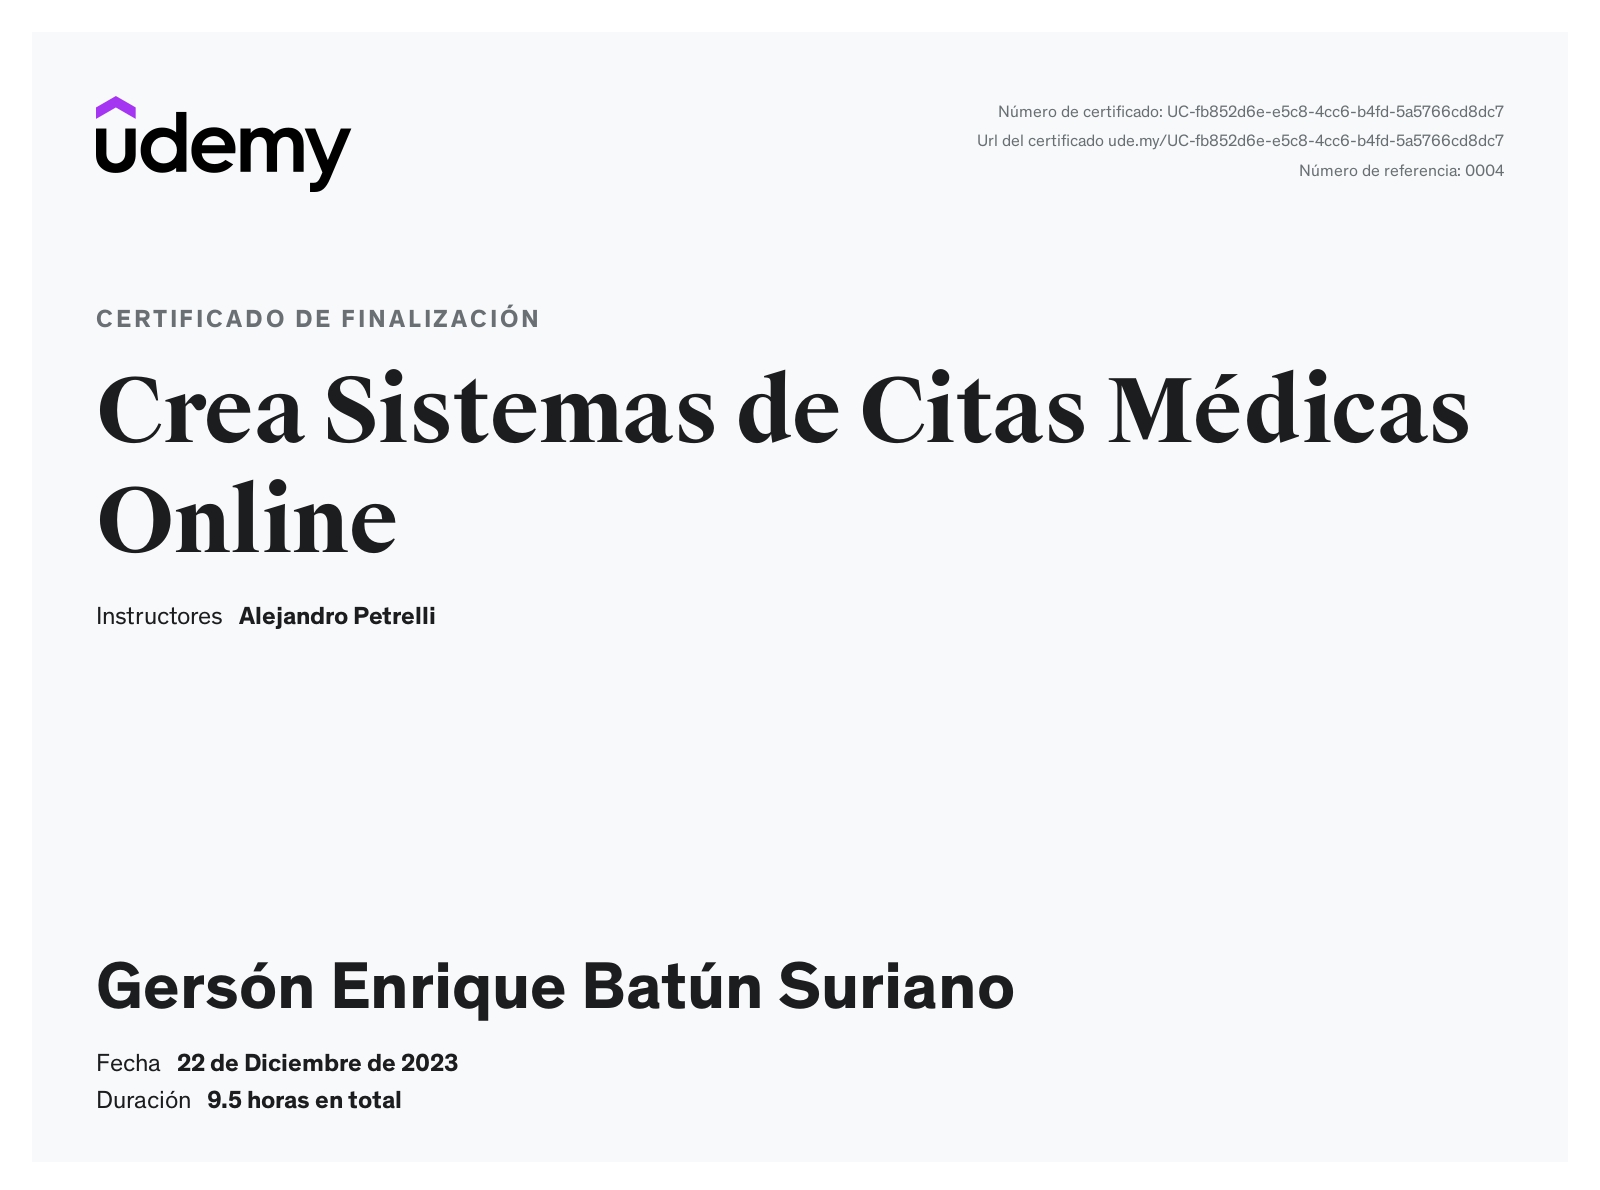 udemy
Número de certificado: UC-fb852d6e-e5c8-4cc6-b4fd-5a5766cd8dc7
Url del certificado ude.my/UC-fb852d6e-e5c8-4cc6-b4fd-5a5766cd8dc7
Número de referencia: 0004
CERTIFICADO DE FINALIZACIÓN
Crea Sistemas de Citas Médicas
Online
Instructores Alejandro Petrelli
Gersón Enrique Batún Suriano
Fecha 22 de Diciembre de 2023
Duración 9.5 horas en total